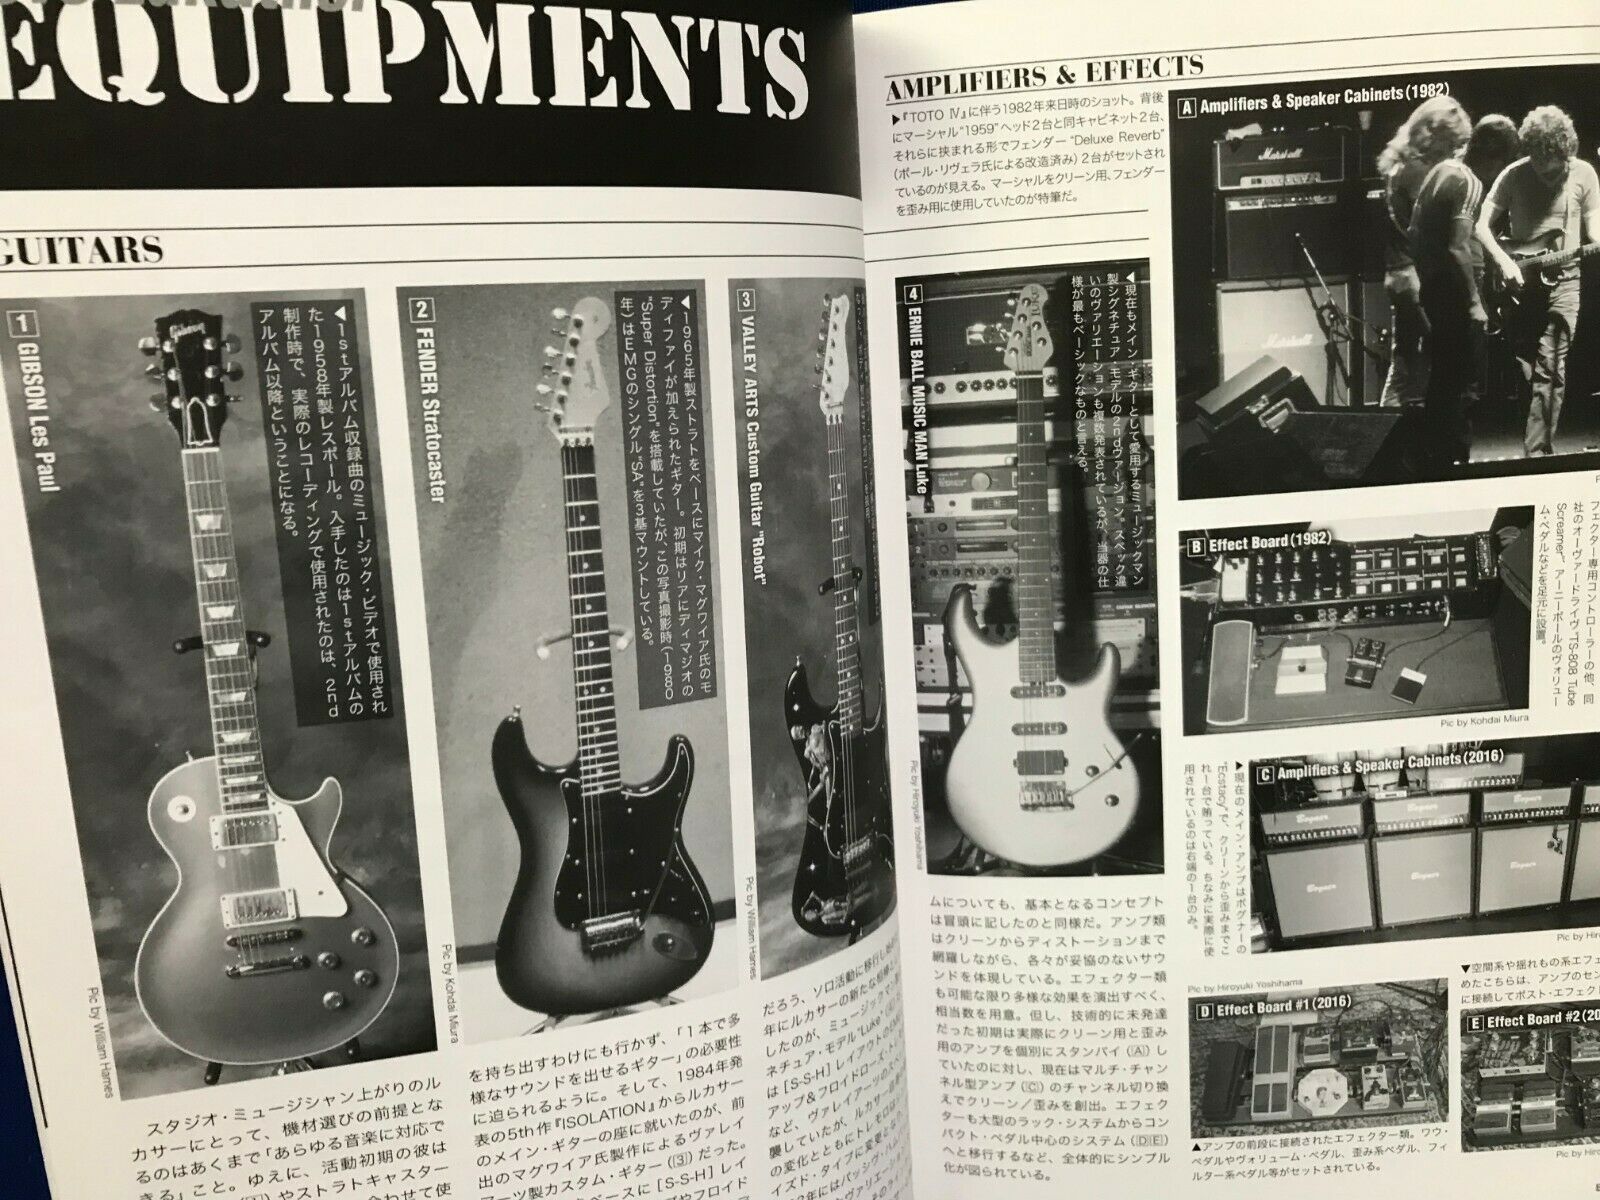 EQUIPMENTS
GUITARS
1 GIBSON Les Paul
◀1stアルバム収録曲のミュージック・ビデオで使用され
た1958年製レスポール。入手したのは1stアルバムの
制作時で、実際のレコーディングで使用されたのは、2nd
アルバム以降ということになる。
Gibson
Pic by William Hames
2 FENDER Stratocaster
◀1965年製ストラトをベースにマイク・マグワイア氏のモ
ディファイが加えられたギター。初期はリアにディマジオの
"Super Distortion"を搭載していたが、この写真撮影時(1980
年)はEMGのシングル"SA"を3基マウントしている。
Pic by Kohdai Miura
3 VALLEY ARTS Custom Guitar "Robot"
Pic by William Hames
スタジオ・ミュージシャン上がりのル
カサーにとって、機材選びの前提とな
るのはあくまで「あらゆる音楽に対応で
きる」こと。ゆえに、活動初期の彼は
やストラトキャスター
合わせて使
を持ち出すわけにも行かず、「1本で多
様なサウンドを出せるギター」の必要性
に迫られるように。そして、1984年発
表の5th作『ISOLATION』からルカサー
のメイン・ギターの座に就いたのが、前
出のマグワイア氏製作によるヴァレイ
アーツ製カスタム・ギター(3)だった。
ベースに[S-S-H]レイ
だろう、ソロ活動に移行し
年にルカサーの新たな相棒
したのが、ミュージックマン
ネチュア・モデル"Luke"(4)
は[S-S-H]レイアウトのEM
アップ&フロイドローズ・ト
など、ヴァレイアーツのスペ
襲していたが、ルカサー自身
の変化とともにトレモロは
イズド・タイプに変更となり
AMPLIFIERS & EFFECTS
▶『TOTO Ⅳ』に伴う1982年来日時のショット。背後
にマーシャル"1959"ヘッド2台と同キャビネット2台、
それらに挟まれる形でフェンダー"Deluxe Reverb"
(ポール・リヴェラ氏による改造済み)2台がセットされ
ているのが見える。マーシャルをクリーン用、フェンダー
を歪み用に使用していたのが特筆だ。
A Amplifiers & Speaker Cabinets (1982)
Marshall
Marshall
4 ERNIE BALL MUSIC MAN Luke
◀現在もメイン・ギターとして愛用するミュージックマン
製シグネチュア・モデルの2ndヴァージョン。スペック違
いのヴァリエーションも複数発表されているが、当器の仕
様が最もベーシックなものと言える。
Pic by Hiroyuki Yoshihama
B Effect Board (1982)
フェクター専用コントローラーの他、同
社のオーヴァードライヴ"TS-808 Tube
Screamer"、アーニーボールのヴォリュー
ム・ペダルなどを足元に設置。
Pic by Kohdai Miura
C Amplifiers & Speaker Cabinets (2016)
▶現在のメイン・アンプはボグナーの
"Ecstacy"で、クリーンから歪みまでこ
れ1台で賄っている。ちなみに実際に使
用されているのは右端の1台のみ。
Bogner
Bogner
Bogner
Bogner
Bogner
Bogner
Pic by Hiro
ムについても、基本となるコンセプト
は冒頭に記したのと同様だ。アンプ類
はクリーンからディストーションまで
網羅しながら、各々が妥協のないサウ
ンドを体現している。エフェクター類
も可能な限り多様な効果を演出すべく、
相当数を用意。但し、技術的に未発達
だった初期は実際にクリーン用と歪み
用のアンプを個別にスタンバイ(A)し
ていたのに対し、現在はマルチ・チャン
ネル型アンプ(C)のチャンネル切り換
えでクリーン/歪みを創出。エフェク
ターも大型のラック・システムからコン
パクト・ペダル中心のシステム(D E)
へと移行するなど、全体的にシンプル
化が図られている。
Pic by Hiroyuki Yoshihama
D Effect Board #1 (2016)
▲アンプの前段に接続されたエフェクター類。ワウ・
ペダルやヴォリューム・ペダル、歪み系ペダル、フィ
ルター系ペダル等がセットされている。
▼空間系や揺れもの系エフェ
めたこちらは、アンプのセン
に接続してポスト・エフェクト
E Effect Board #2 (20
Pic by Hiro